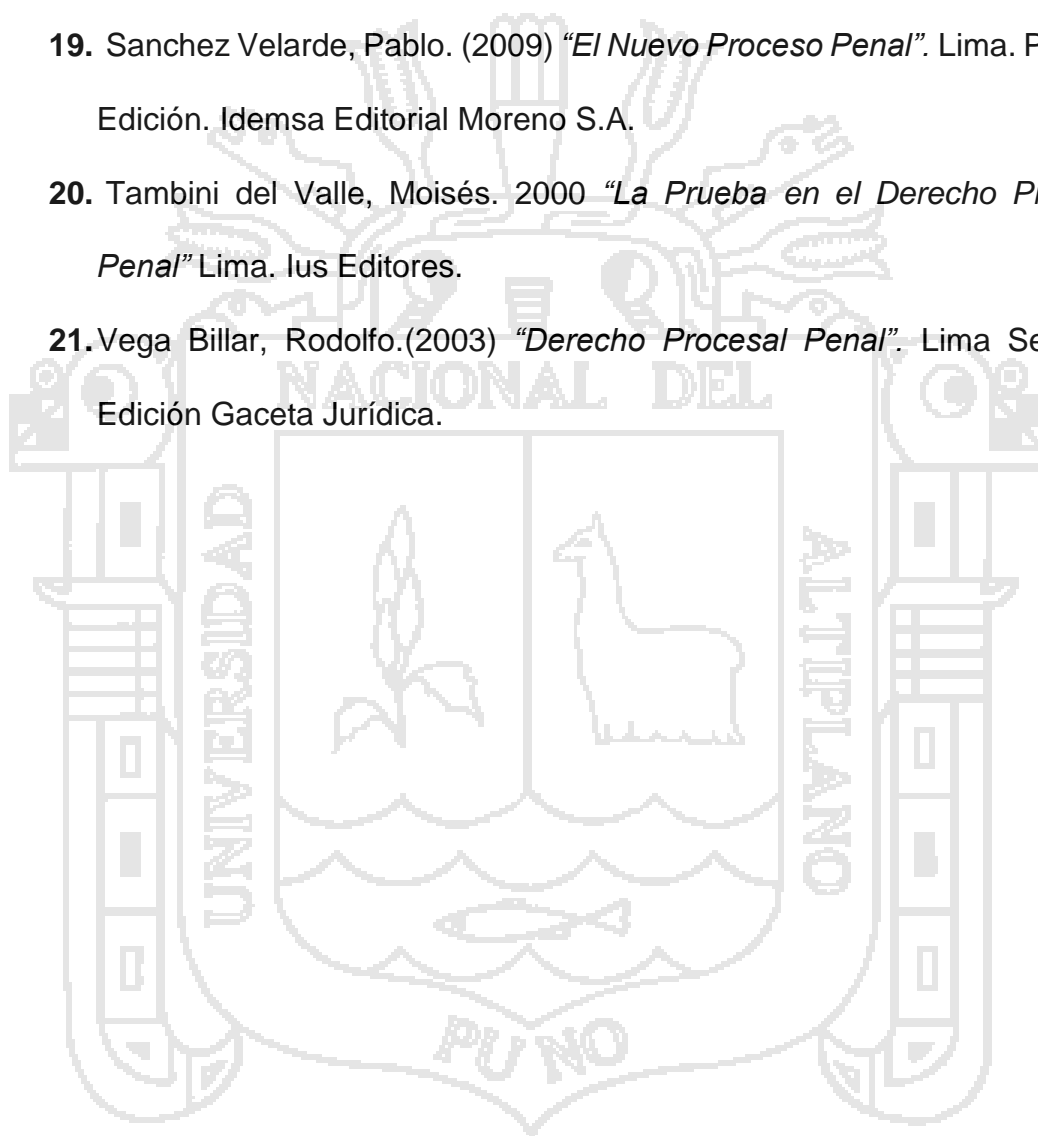 19. Sanchez Velarde, Pablo. (2009) “El Nuevo Proceso Penal”. Lima.
Edición. Idemsa Editorial Moreno S.A.
20. Tambini del Valle, Moisés. 2000 “La Prueba en el Derecho
Penal” Lima. Ius Editores.
21. Vega Billar, Rodolfo.(2003) “Derecho Procesal Penal”. Lima
Edición Gaceta Jurídica.
NACIONAL DEL
UNIVERSIDAD
ALTIPLANO
PUNO